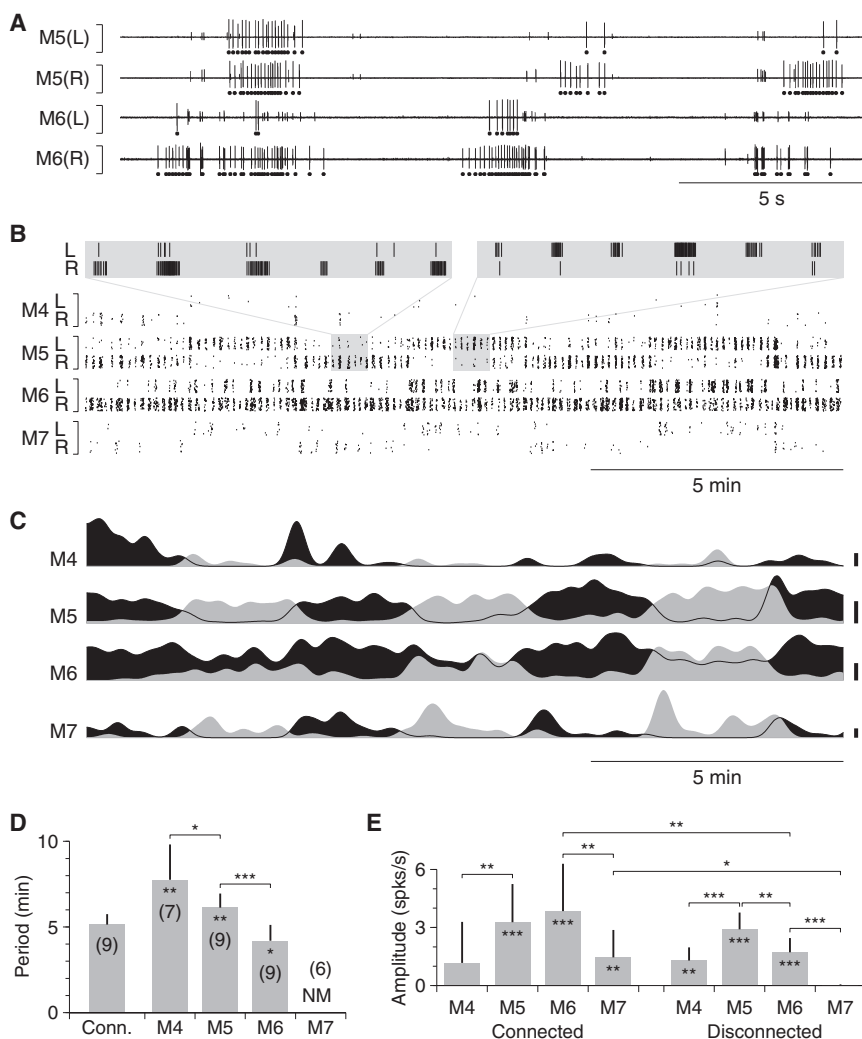 A
M5(L)
M5(R)
M6(L)
M6(R)
5 s
B
L
R
M4 L
R
M5 L
R
M6 L
R
M7 L
R
5 min
C
M4
M5
M6
M7
5 min
D
Period (min)
10
5
0
* ***
** ** *
(9) (7) (9) (9) (6)
NM
Conn. M4 M5 M6 M7
E
Amplitude (spks/s)
6
3
0
**
** ** *
*** ** ***
*** *** ** ** *** ***
M4 M5 M6 M7 M4 M5 M6 M7
Connected Disconnected